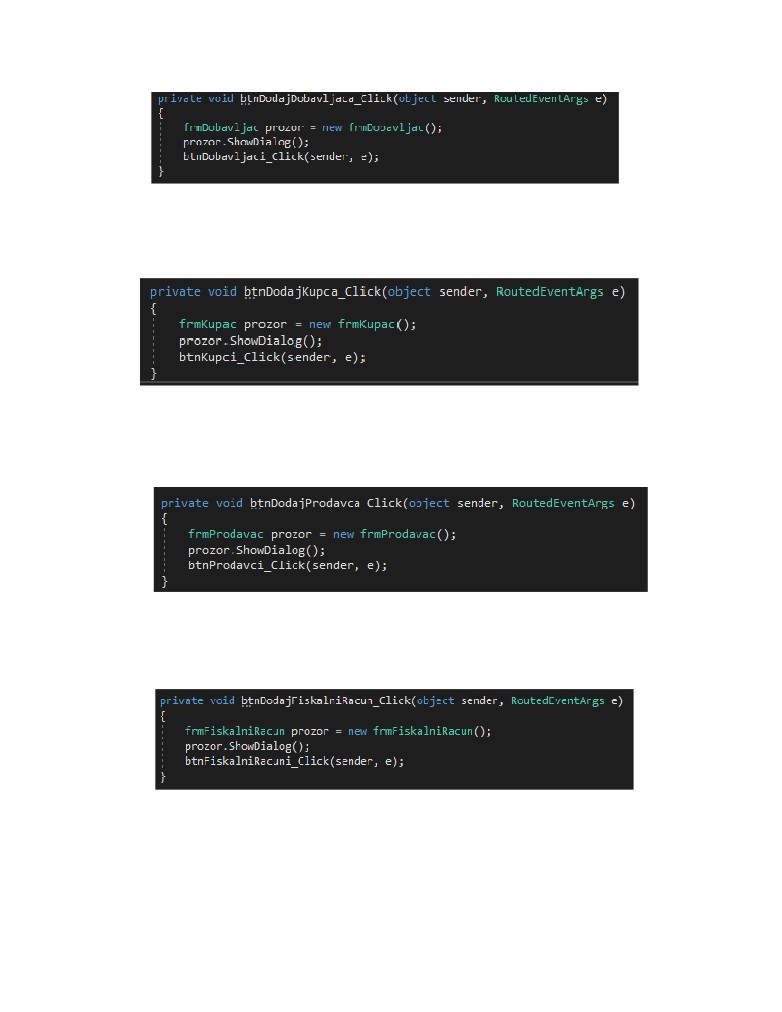 private void btnDodajDobavljaca_Click(object sender, RoutedEventArgs e)
{
frmDobavljac prozor = new frmDobavljac();
prozor.ShowDialog();
btnDobavljaci_Click(sender, e);
}
private void btnDodajKupca_Click(object sender, RoutedEventArgs e)
{
frmKupac prozor = new frmKupac();
prozor.ShowDialog();
btnKupci_Click(sender, e);
}
private void btnDodajProdavca_Click(object sender, RoutedEventArgs e)
{
frmProdavac prozor = new frmProdavac();
prozor.ShowDialog();
btnProdavci_Click(sender, e);
}
private void btnDodajFiskalniRacun_Click(object sender, RoutedEventArgs e)
{
frmFiskalniRacun prozor = new frmFiskalniRacun();
prozor.ShowDialog();
btnFiskalniRacuni_Click(sender, e);
}